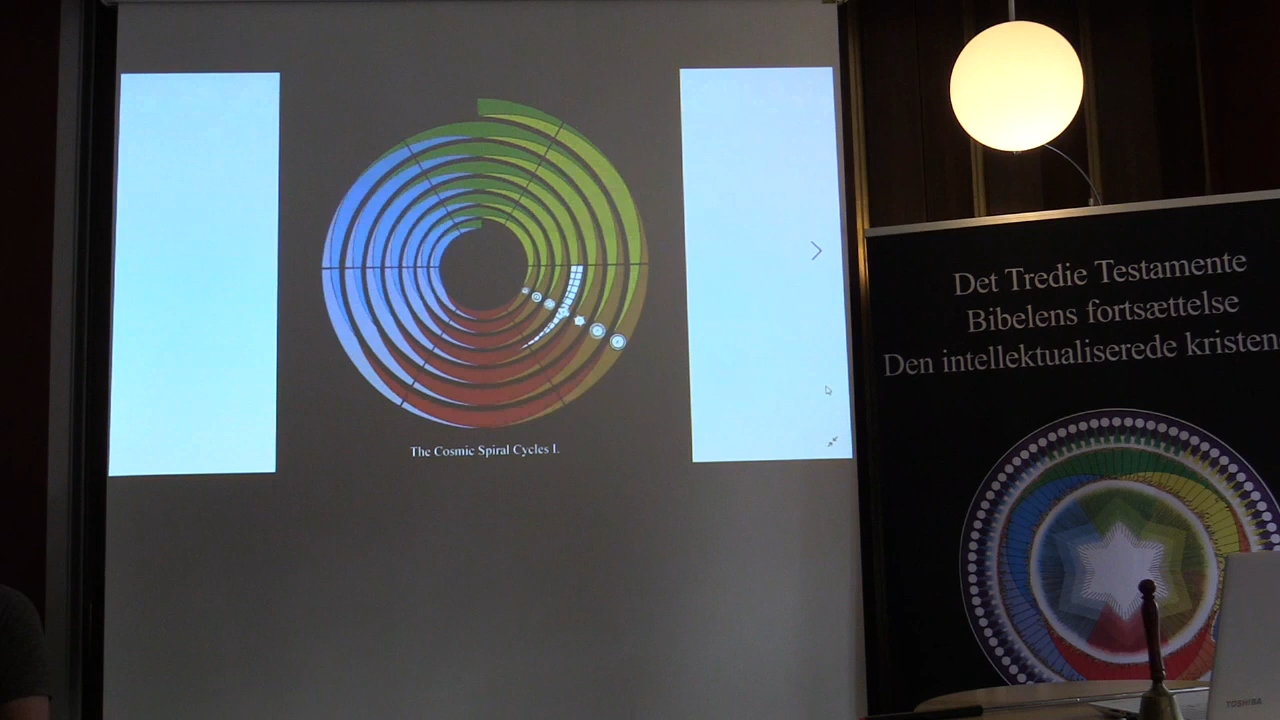 The Cosmic Spiral Cycles I.
Det Tredie Testamente
Bibelens fortsættelse
Den intellektualiserede kristen
TOSHIBA